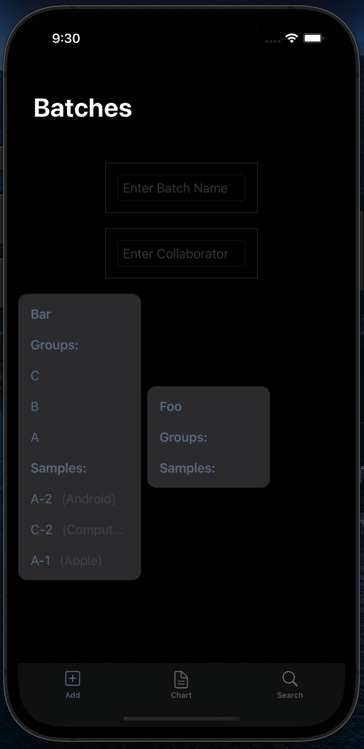 9:30
Batches
Enter Batch Name
Enter Collaborator
Bar
Groups:
C
B
A
Samples:
A-2 (Android)
C-2 (Comput...
A-1 (Apple)
Foo
Groups:
Samples:
Add
Chart
Search